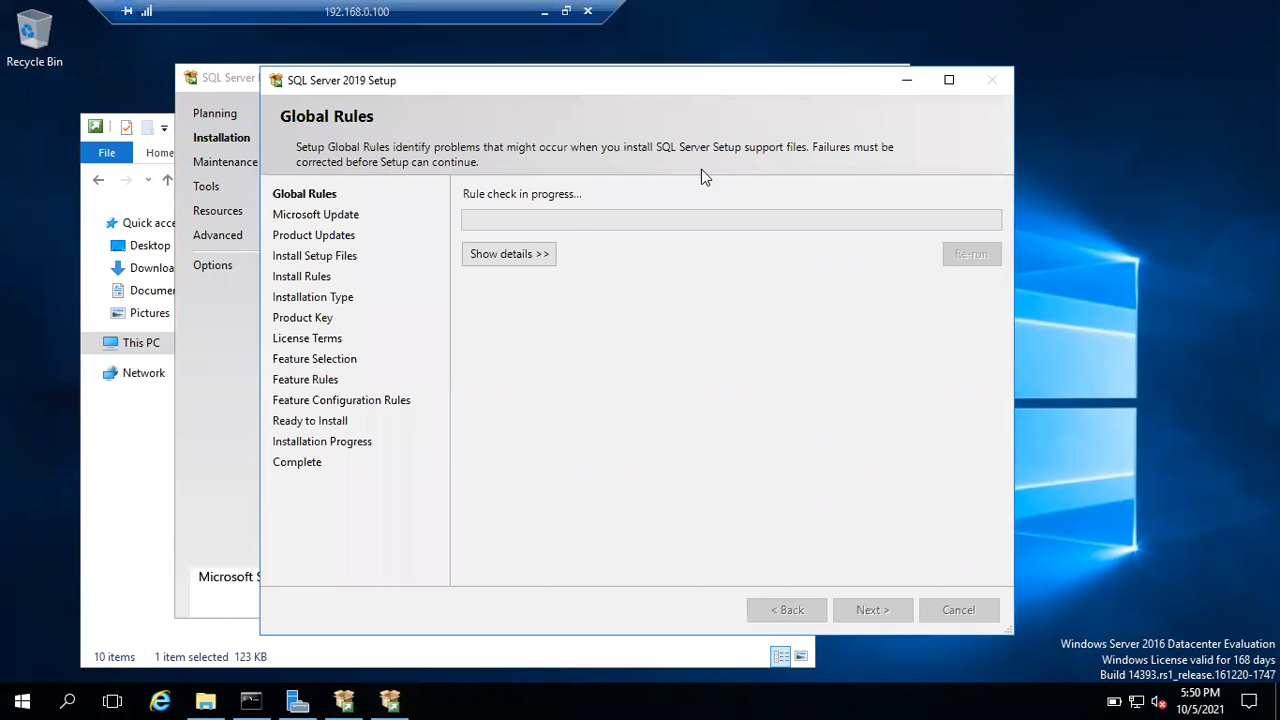 192.168.0.100
Recycle Bin
SQL Server
SQL Server 2019 Setup
Global Rules
Setup Global Rules identify problems that might occur when you install SQL Server Setup support files. Failures must be
corrected before Setup can continue.
Planning
Installation
Maintenance
Tools
Resources
Advanced
Options
Microsoft S
File
Home
Quick acce
Desktop
Downloa
Documen
Pictures
This PC
Network
Global Rules
Microsoft Update
Product Updates
Install Setup Files
Install Rules
Installation Type
Product Key
License Terms
Feature Selection
Feature Rules
Feature Configuration Rules
Ready to Install
Installation Progress
Complete
Rule check in progress...
Show details >>
Re-run
< Back
Next >
Cancel
10 items
1 item selected 123 KB
Windows Server 2016 Datacenter Evaluation
Windows License valid for 168 days
Build 14393.rs1_release.161220-1747
5:50 PM
10/5/2021